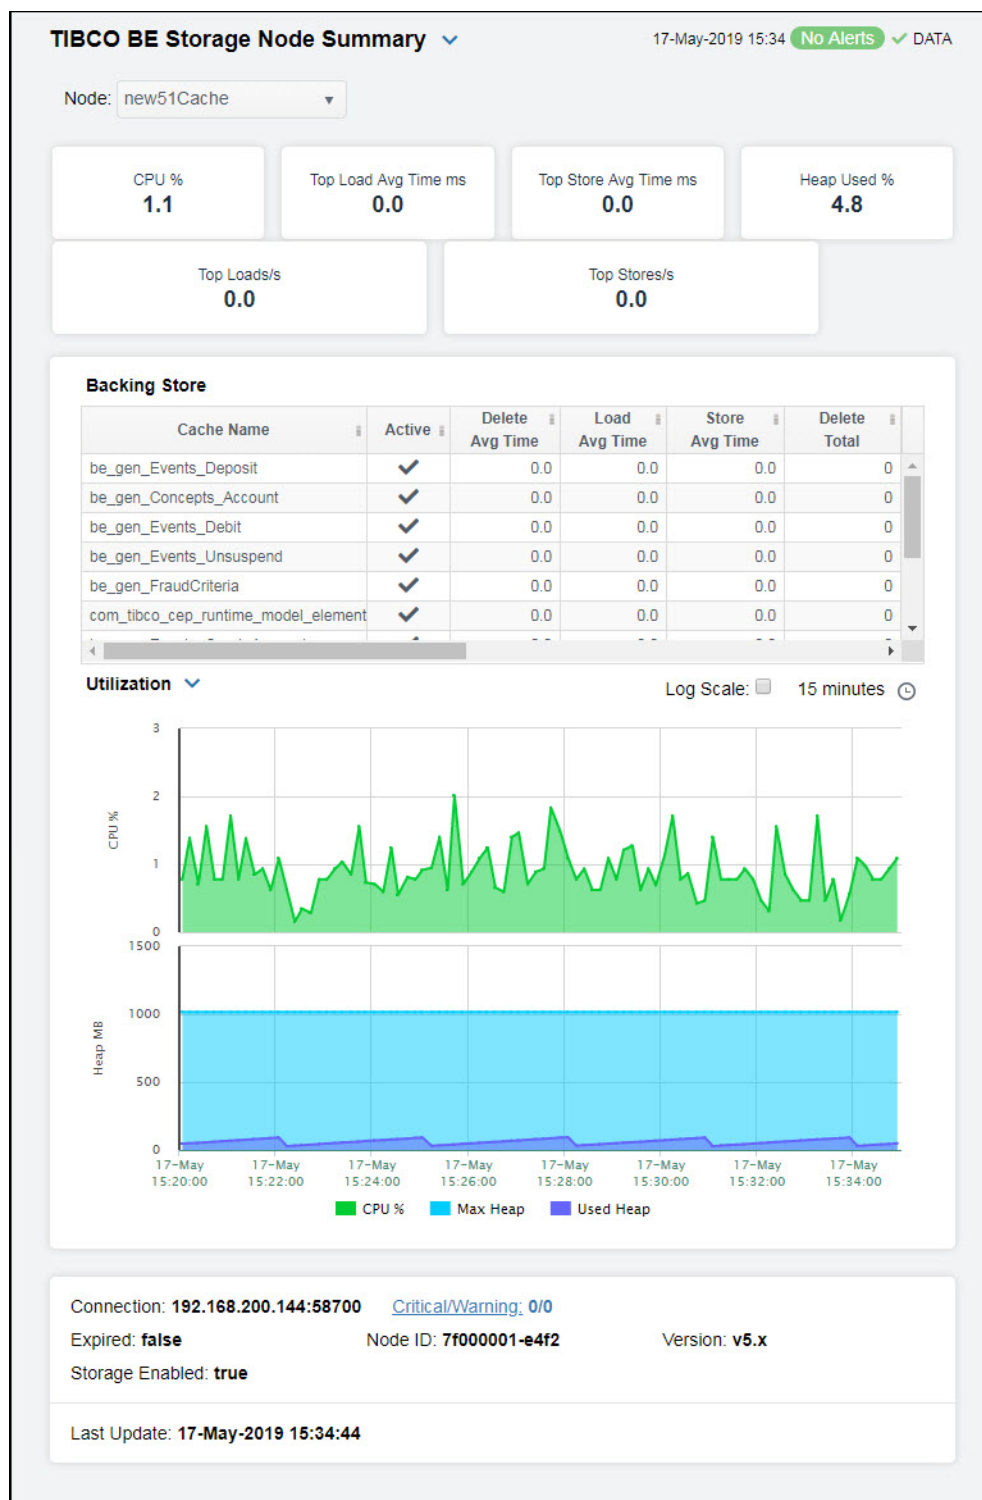 TIBCO BE Storage Node Summary
17-May-2019 15:34 No Alerts DATA
Node: new51Cache
CPU %
1.1
Top Load Avg Time ms
0.0
Top Store Avg Time ms
0.0
Heap Used %
4.8
Top Loads/s
0.0
Top Stores/s
0.0
Backing Store
Cache Name Active Delete Avg Time Load Avg Time Store Avg Time Delete Total
be_gen_Events_Deposit 0.0 0.0 0.0 0
be_gen_Concepts_Account 0.0 0.0 0.0 0
be_gen_Events_Debit 0.0 0.0 0.0 0
be_gen_Events_Unsuspend 0.0 0.0 0.0 0
be_gen_FraudCriteria 0.0 0.0 0.0 0
com_tibco_cep_runtime_model_element 0.0 0.0 0.0 0
Utilization
Log Scale: 15 minutes
3
2
1
0
CPU %
1500
1000
500
0
Heap MB
17-May 17-May 17-May 17-May 17-May 17-May 17-May 17-May
15:20:00 15:22:00 15:24:00 15:26:00 15:28:00 15:30:00 15:32:00 15:34:00
CPU % Max Heap Used Heap
Connection: 192.168.200.144:58700 Critical/Warning: 0/0
Expired: false Node ID: 7f000001-e4f2 Version: v5.x
Storage Enabled: true
Last Update: 17-May-2019 15:34:44